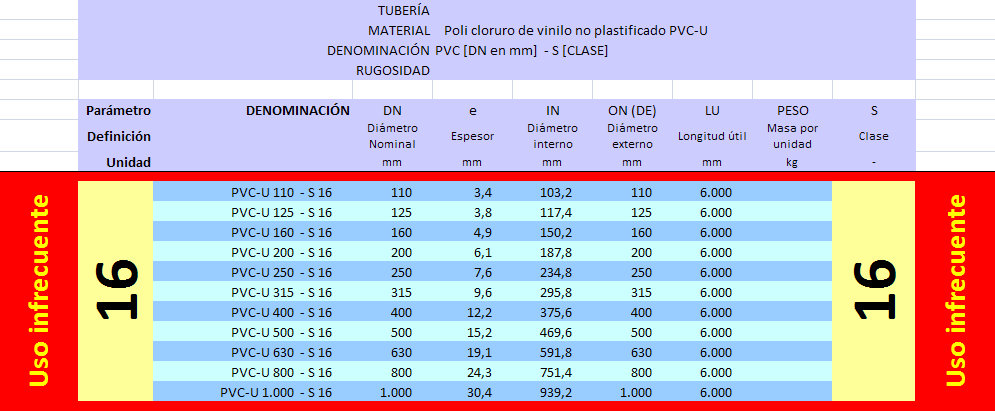 TUBERÍA
MATERIAL Poli cloruro de vinilo no plastificado PVC-U
DENOMINACIÓN PVC [DN en mm] - S [CLASE]
RUGOSIDAD
Parámetro DENOMINACIÓN DN e IN ON (DE) LU PESO S
Definición Diámetro Nominal Espesor Diámetro interno Diámetro externo Longitud útil Masa por unidad Clase
Unidad mm mm mm mm mm kg -
Uso infrecuente
16
PVC-U 110 - S 16 110 3,4 103,2 110 6.000
PVC-U 125 - S 16 125 3,8 117,4 125 6.000
PVC-U 160 - S 16 160 4,9 150,2 160 6.000
PVC-U 200 - S 16 200 6,1 187,8 200 6.000
PVC-U 250 - S 16 250 7,6 234,8 250 6.000
PVC-U 315 - S 16 315 9,6 295,8 315 6.000
PVC-U 400 - S 16 400 12,2 375,6 400 6.000
PVC-U 500 - S 16 500 15,2 469,6 500 6.000
PVC-U 630 - S 16 630 19,1 591,8 630 6.000
PVC-U 800 - S 16 800 24,3 751,4 800 6.000
PVC-U 1.000 - S 16 1.000 30,4 939,2 1.000 6.000
16
Uso infrecuente